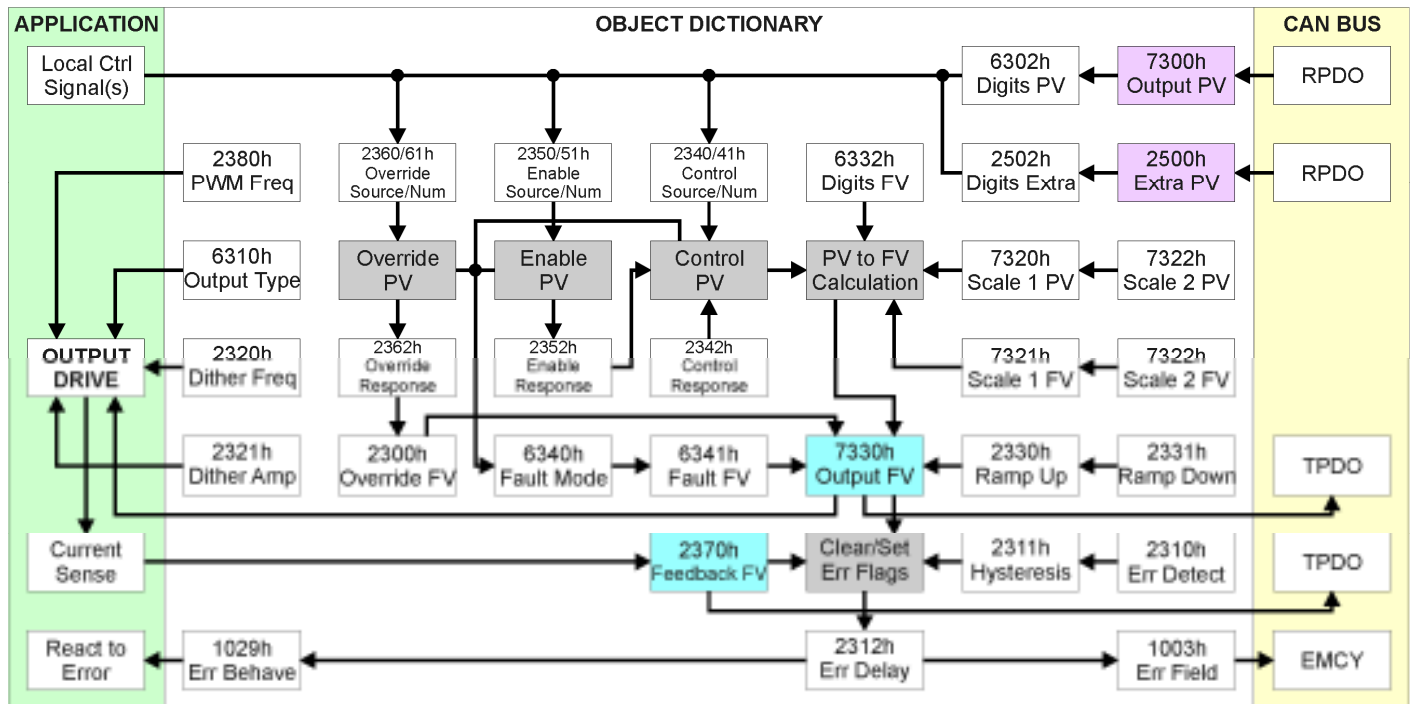 APPLICATION
OBJECT DICTIONARY
CAN BUS
Local Ctrl
Signal(s)
6302h
Digits PV
7300h
Output PV
RPDO
2380h
PWM Freq
2360/61h
Override
Source/Num
2350/51h
Enable
Source/Num
2340/41h
Control
Source/Num
6332h
Digits FV
2502h
Digits Extra
2500h
Extra PV
RPDO
6310h
Output Type
Override
PV
Enable
PV
Control
PV
PV to FV
Calculation
7320h
Scale 1 PV
7322h
Scale 2 PV
OUTPUT
DRIVE
2320h
Dither Freq
2362h
Override
Response
2352h
Enable
Response
2342h
Control
Response
7321h
Scale 1 FV
7322h
Scale 2 FV
2321h
Dither Amp
2300h
Override FV
6340h
Fault Mode
6341h
Fault FV
7330h
Output FV
2330h
Ramp Up
2331h
Ramp Down
TPDO
Current
Sense
2370h
Feedback FV
Clear/Set
Err Flags
2311h
Hysteresis
2310h
Err Detect
TPDO
React to
Error
1029h
Err Behave
2312h
Err Delay
1003h
Err Field
EMCY